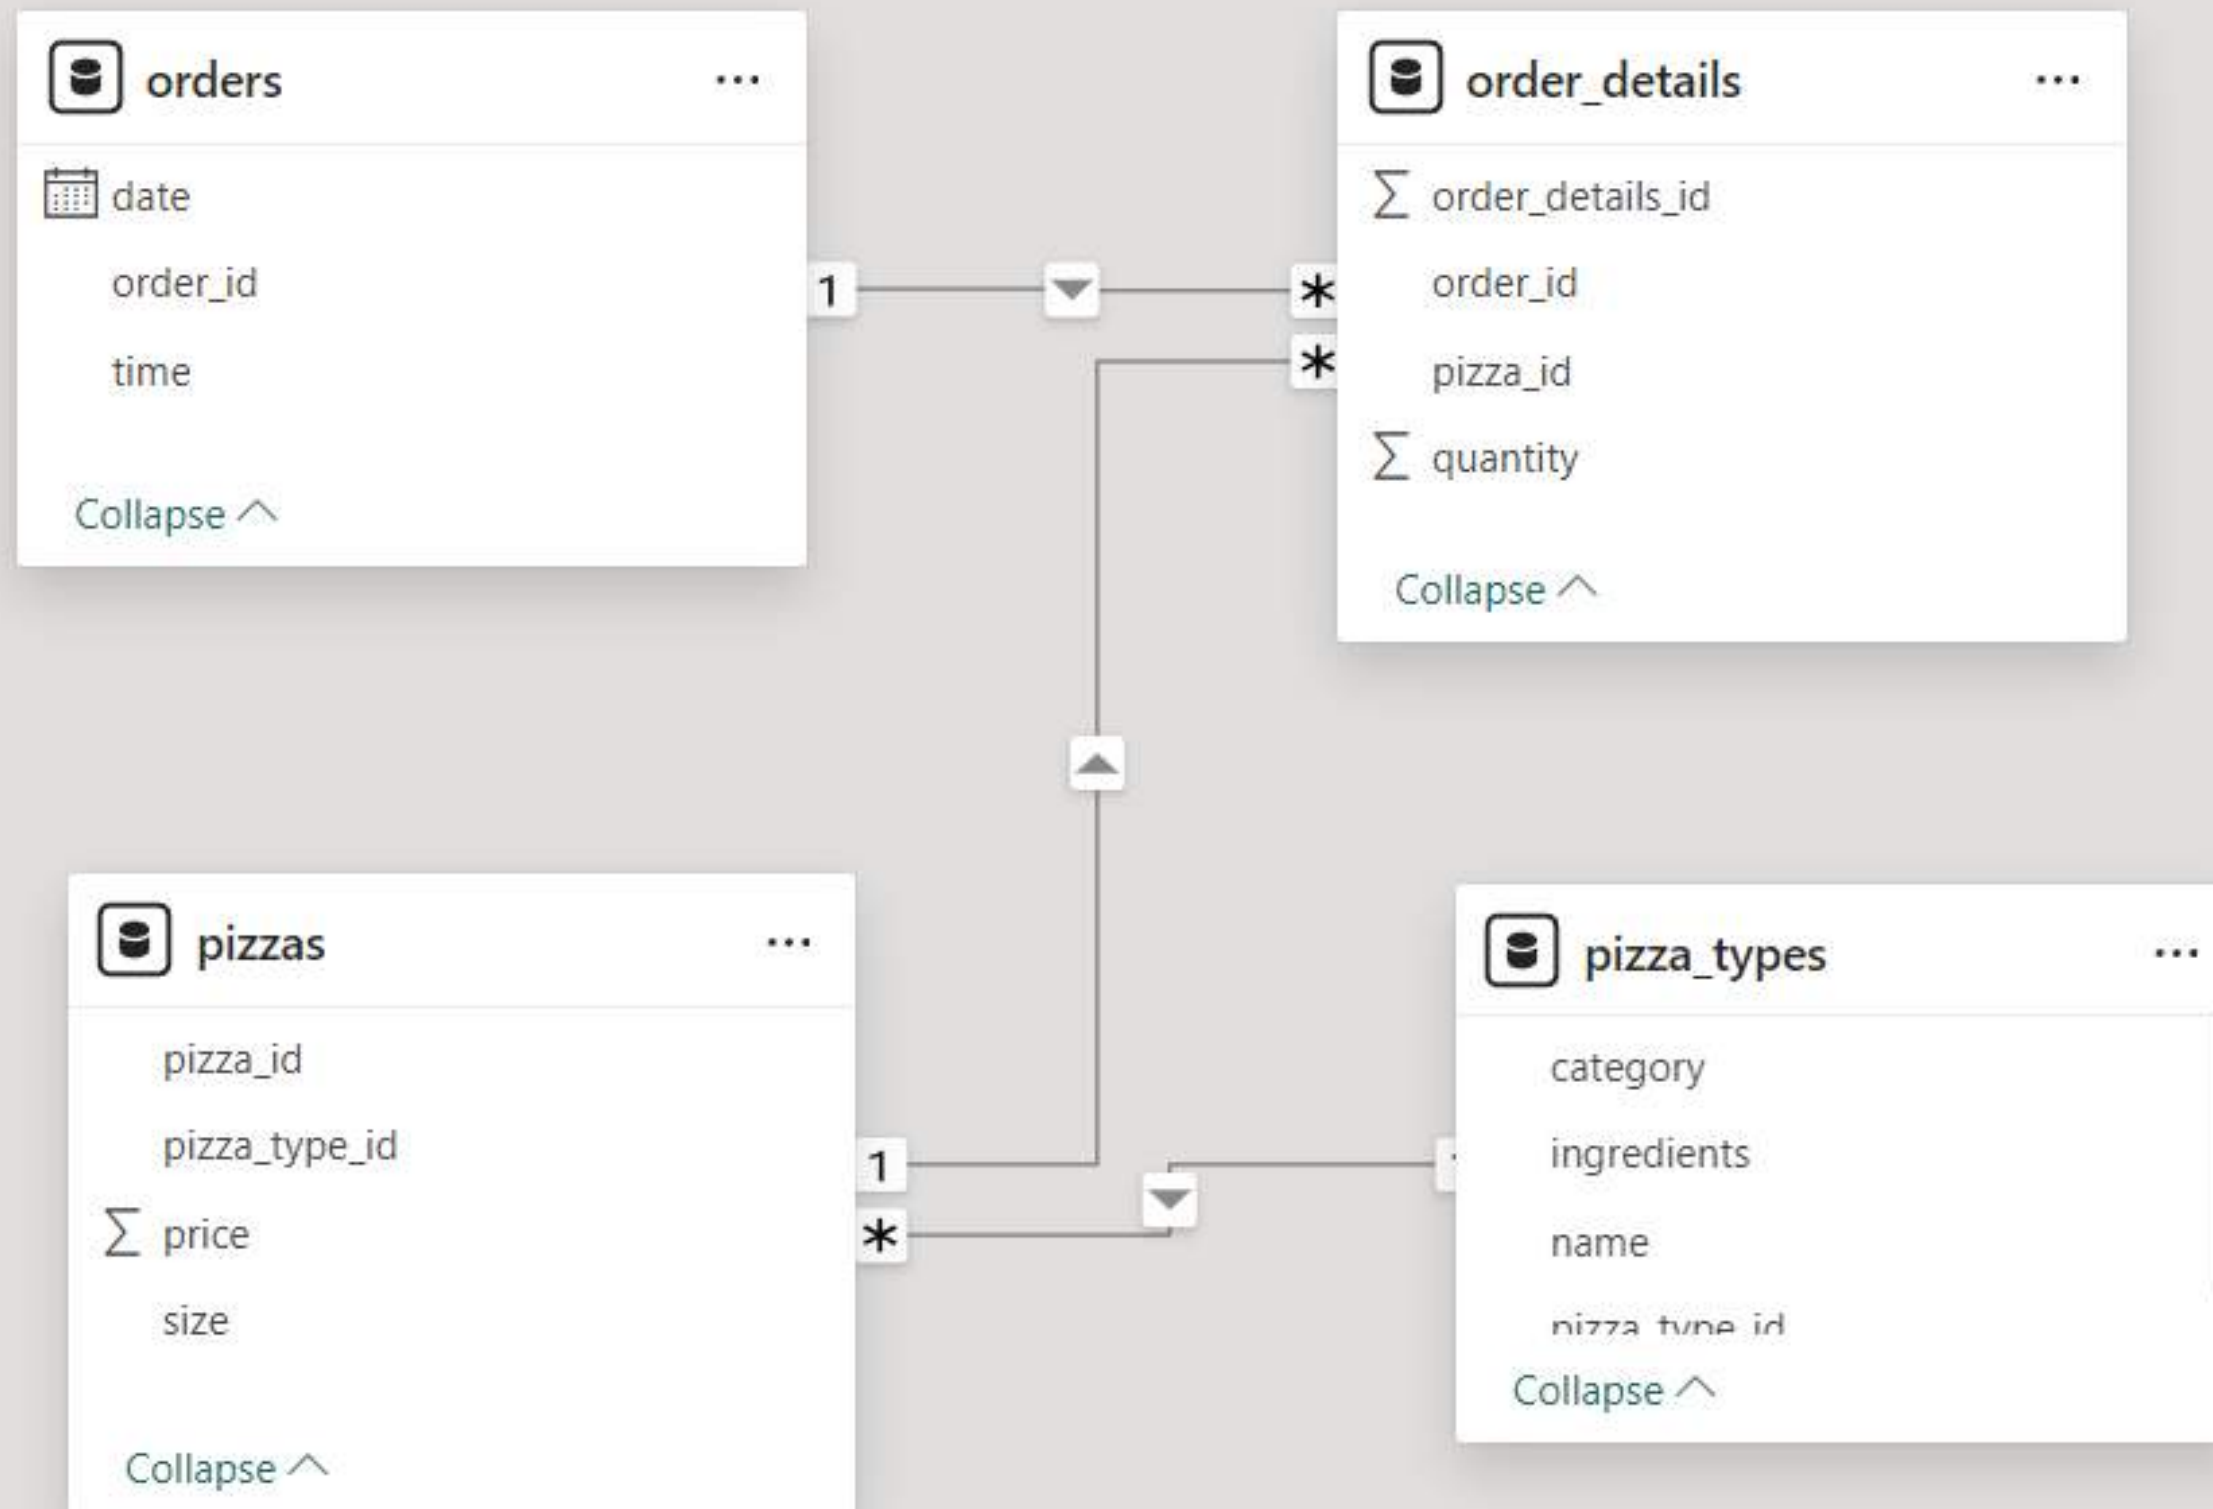 orders
date
order_id
time
Collapse
1
*
*
order_details
order_details_id
order_id
pizza_id
quantity
Collapse
pizzas
pizza_id
pizza_type_id
price
size
Collapse
1
*
pizza_types
category
ingredients
name
pizza_type_id
Collapse